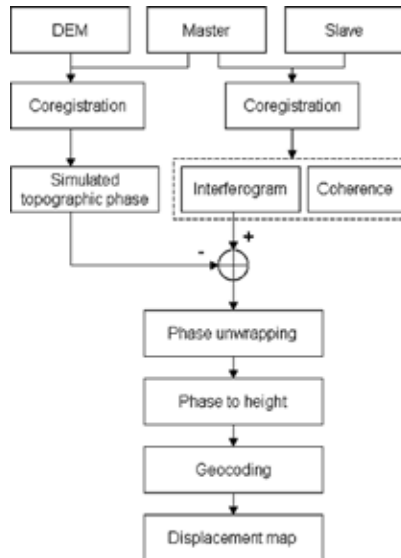 DEM
Master
Slave
Coregistration
Coregistration
Simulated
topographic phase
Interferogram
Coherence
-
+
Phase unwrapping
Phase to height
Geocoding
Displacement map